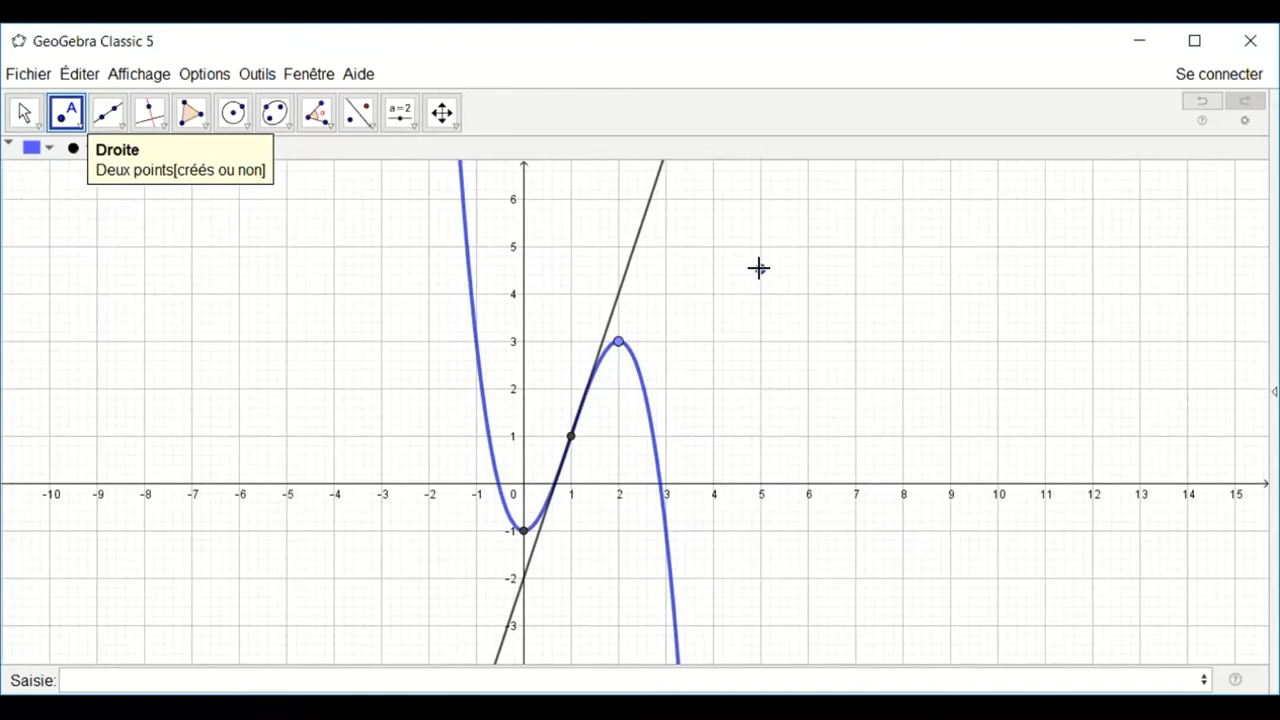 GeoGebra Classic 5
Fichier Éditer Affichage Options Outils Fenêtre Aide Se connecter
A a=2
Droite
Deux points[créés ou non]
6
5
4
3
2
1
-10 -9 -8 -7 -6 -5 -4 -3 -2 -1 0 1 2 3 4 5 6 7 8 9 10 11 12 13 14 15
-1
-2
-3
Saisie: